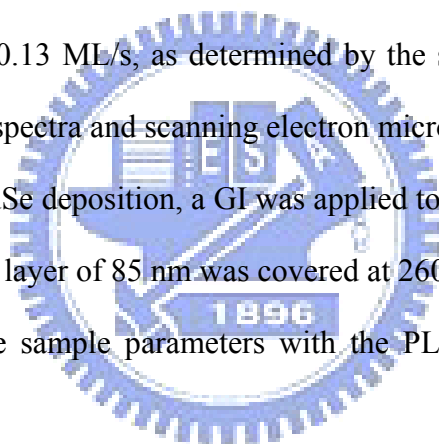 0.13 ML/s, as determined by the s
spectra and scanning electron micro
Se deposition, a GI was applied to
layer of 85 nm was covered at 260
E S A
1896
e sample parameters with the PL